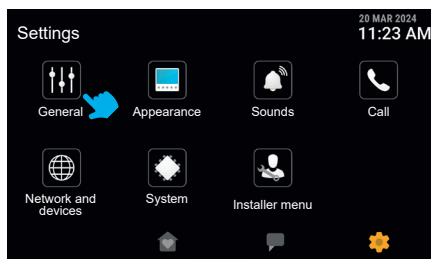 20 MAR 2024
Settings
11:23 AM
General
Appearance
Sounds
Call
Network and
devices
System
Installer menu